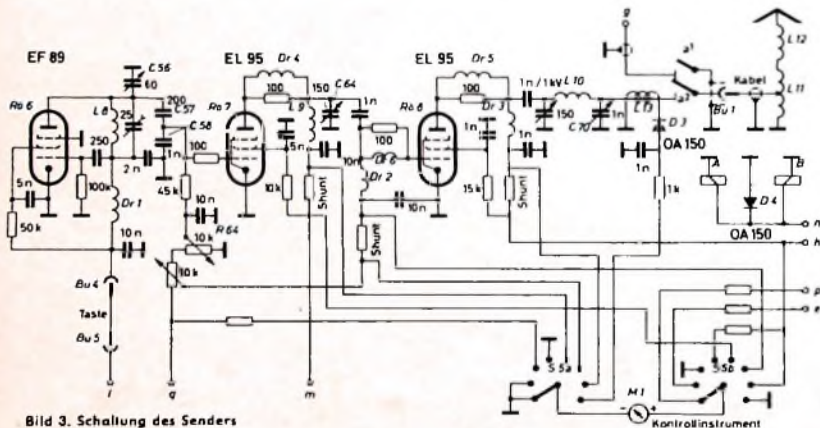 EF 89
EL 95
EL 95
Rö 6
C 56
60
L 8
25
200
C 57
C 58
250
2n
1n
5n
100k
50k
Dr 1
10n
Bu 4
Taste
Bu 5
i
Rö 7
Dr 4
100
L 9
150
C 64
1n
100
45k
10n
R 64
10k
10k
q
5n
1n
10k
Shunt
m
100
10n
Dr 2
10n
Shunt
Rö 8
Dr 5
100
Dr 3
1n
1n
15k
Shunt
1n / 1kV
L 10
150
C 70
1n
L 13
D 3
OA 150
1n
1k
g
a¹
a²
Bu 1
Kabel
L 12
L 11
A
B
D 4
OA 150
n
h
p
e
S 5a
S 5b
M 1
- +
Kontrollinstrument
Bild 3. Schaltung des Senders